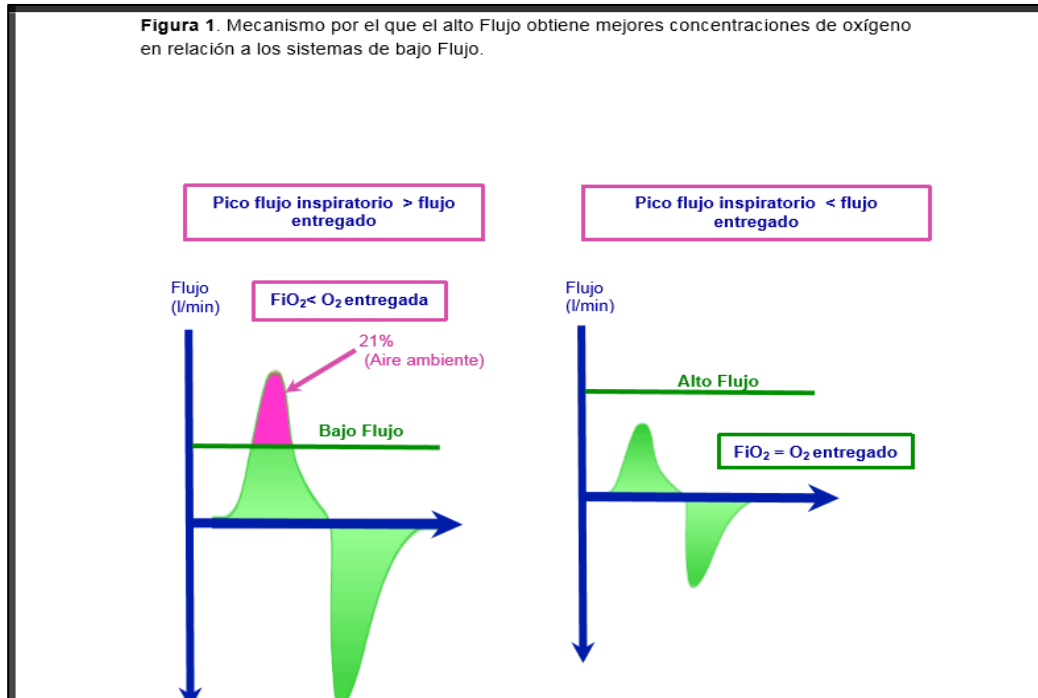 Figura 1. Mecanismo por el que el alto Flujo obtiene mejores concentraciones de oxígeno
en relación a los sistemas de bajo Flujo.
Pico flujo inspiratorio > flujo
entregado
Pico flujo inspiratorio < flujo
entregado
Flujo
(l/min)
FiO₂< O₂ entregada
21%
(Aire ambiente)
Bajo Flujo
Flujo
(l/min)
Alto Flujo
FiO₂ = O₂ entregado